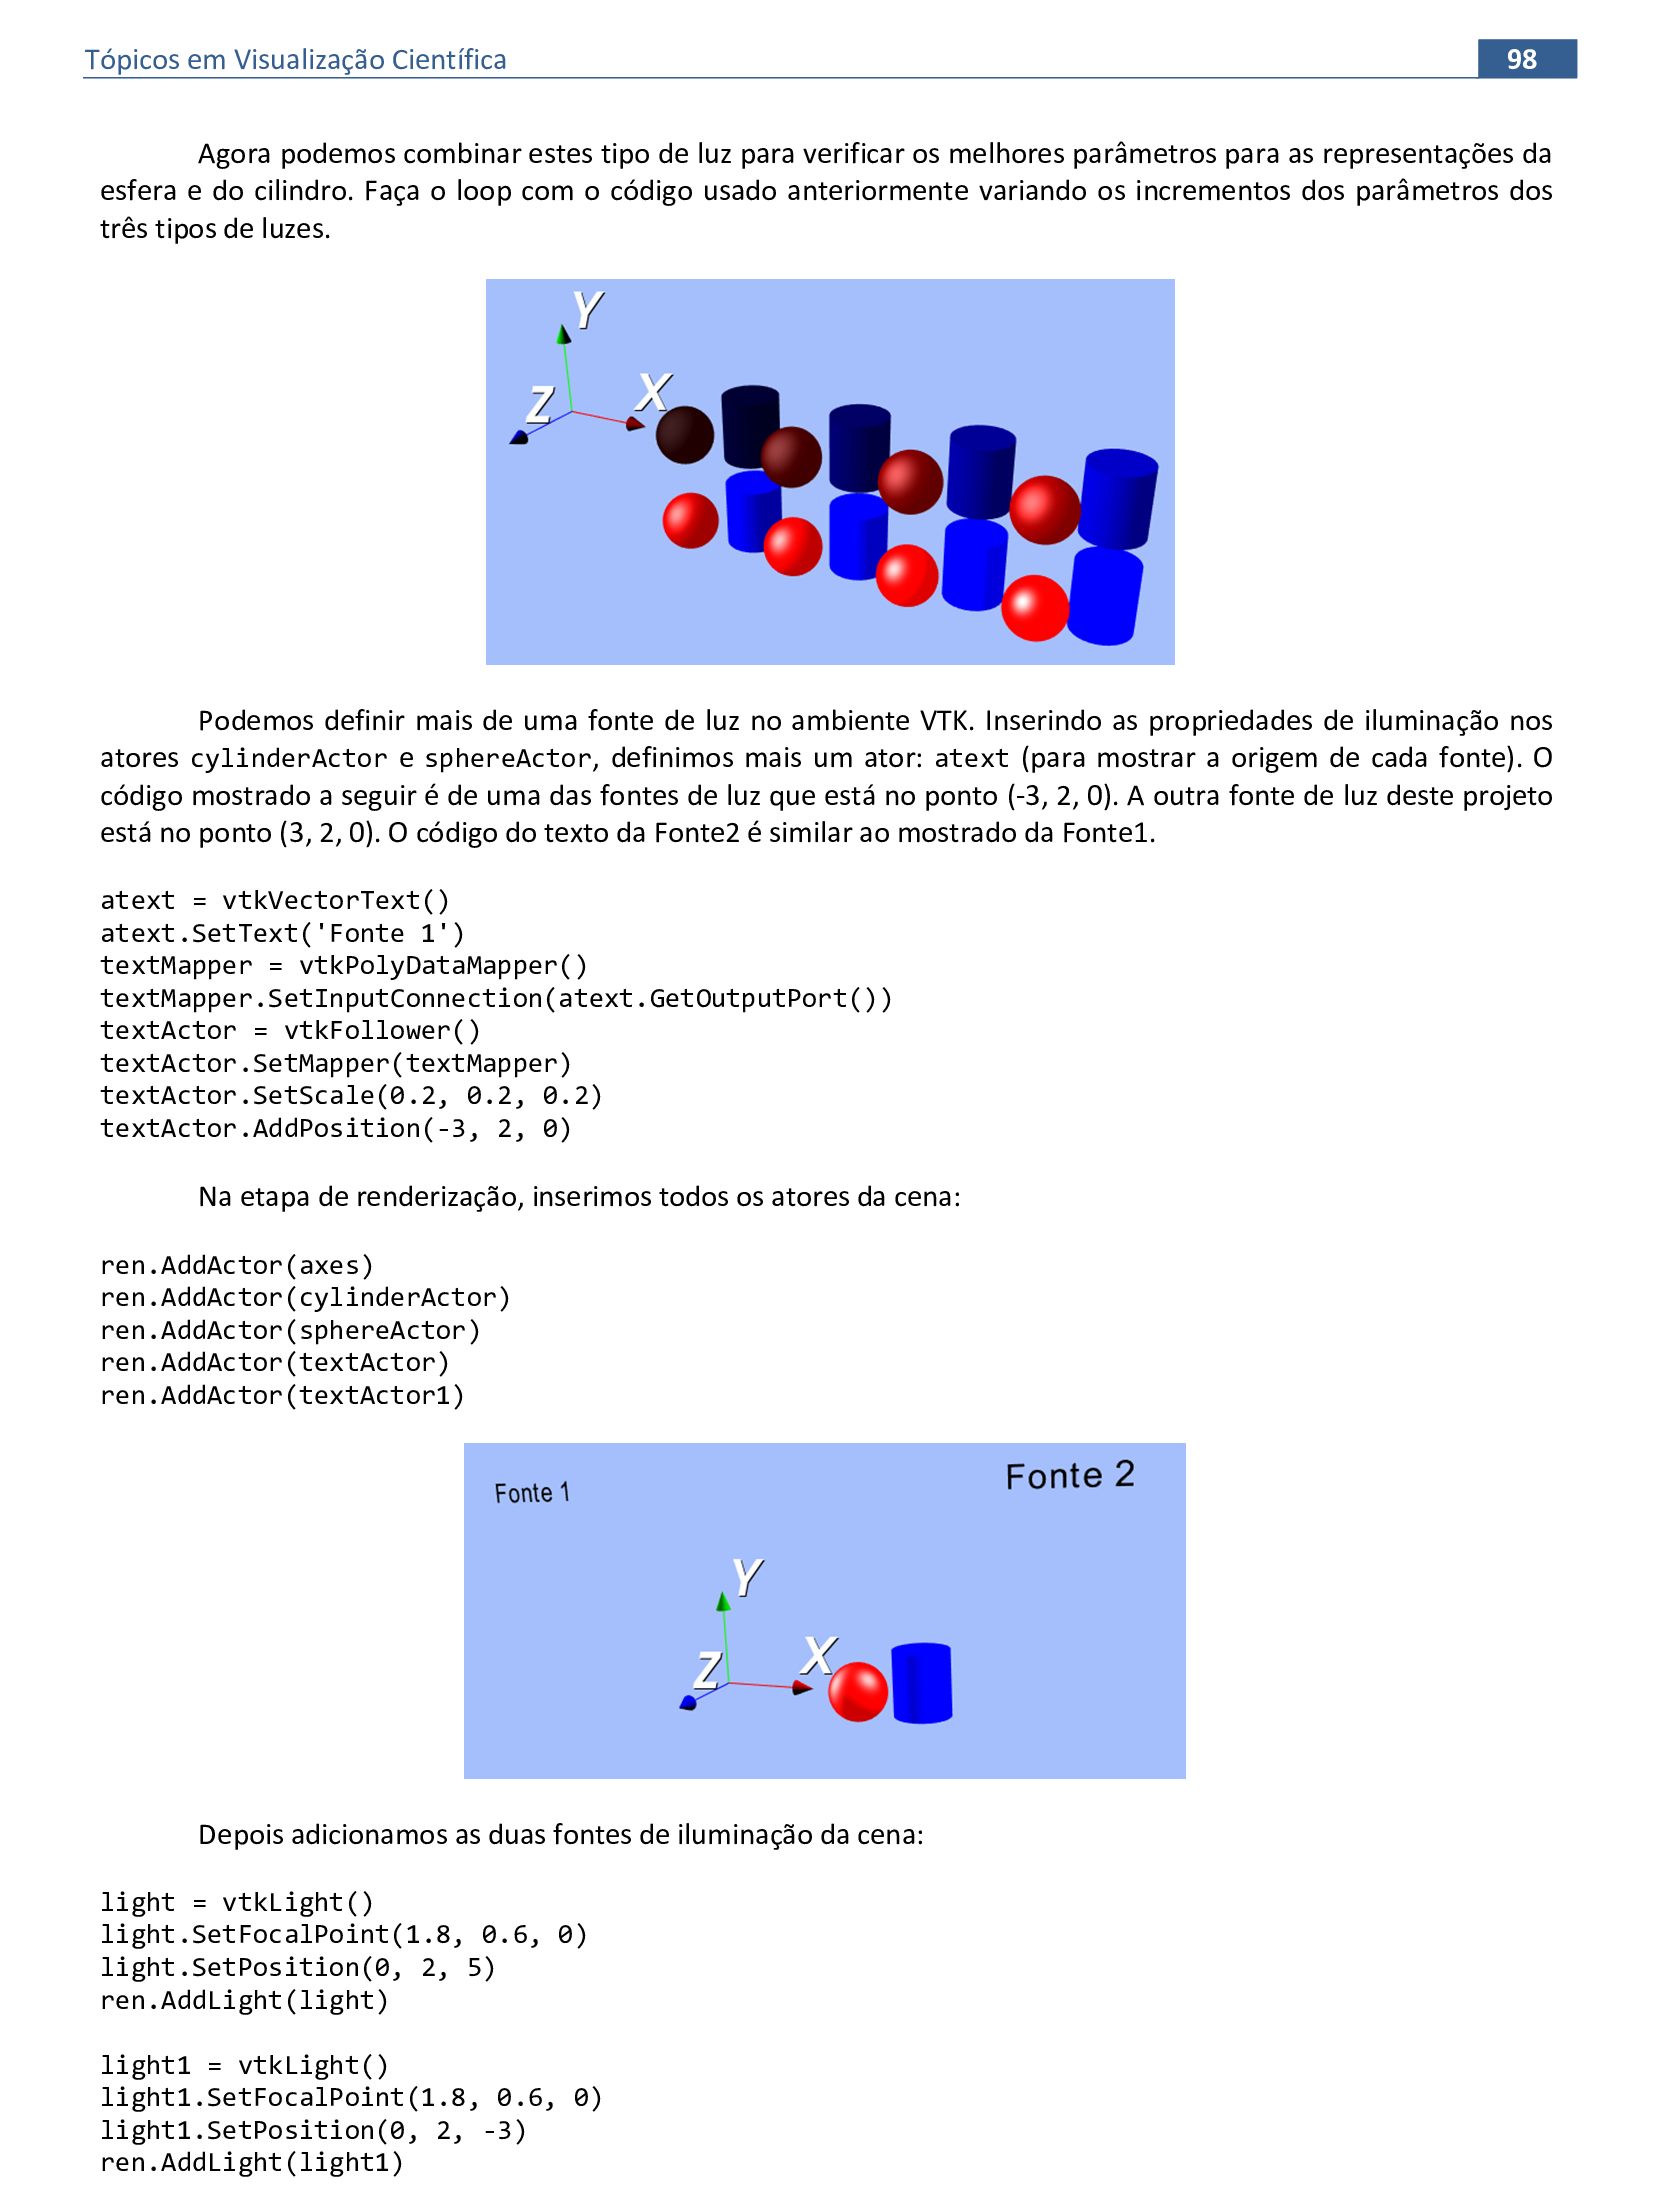 Tópicos em Visualização Científica
98
Agora podemos combinar estes tipo de luz para verificar os melhores parâmetros para as representações da
esfera e do cilindro. Faça o loop com o código usado anteriormente variando os incrementos dos parâmetros dos
três tipos de luzes.
Y
Z
X
Podemos definir mais de uma fonte de luz no ambiente VTK. Inserindo as propriedades de iluminação nos
atores cylinderActor e sphereActor, definimos mais um ator: atext (para mostrar a origem de cada fonte). O
código mostrado a seguir é de uma das fontes de luz que está no ponto (-3, 2, 0). A outra fonte de luz deste projeto
está no ponto (3, 2, 0). O código do texto da Fonte2 é similar ao mostrado da Fonte1.
atext = vtkVectorText()
atext.SetText('Fonte 1')
textMapper = vtkPolyDataMapper()
textMapper.SetInputConnection(atext.GetOutputPort())
textActor = vtkFollower()
textActor.SetMapper(textMapper)
textActor.SetScale(0.2, 0.2, 0.2)
textActor.AddPosition(-3, 2, 0)
Na etapa de renderização, inserimos todos os atores da cena:
ren.AddActor(axes)
ren.AddActor(cylinderActor)
ren.AddActor(sphereActor)
ren.AddActor(textActor)
ren.AddActor(textActor1)
Fonte 1
Fonte 2
Y
Z
X
Depois adicionamos as duas fontes de iluminação da cena:
light = vtkLight()
light.SetFocalPoint(1.8, 0.6, 0)
light.SetPosition(0, 2, 5)
ren.AddLight(light)
light1 = vtkLight()
light1.SetFocalPoint(1.8, 0.6, 0)
light1.SetPosition(0, 2, -3)
ren.AddLight(light1)